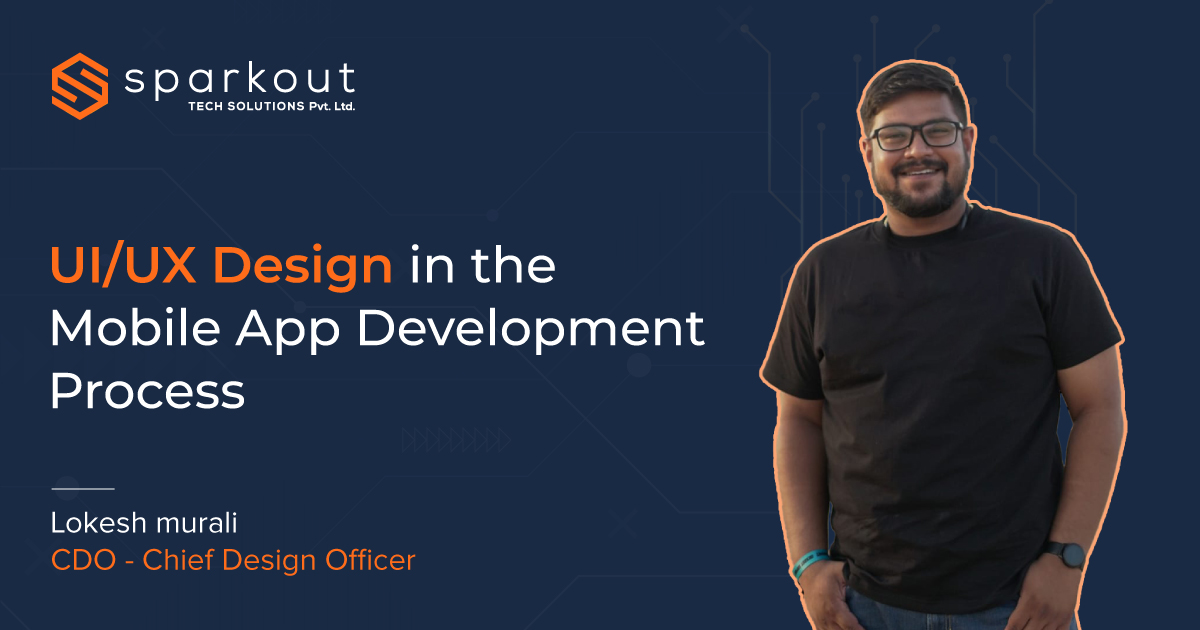 sparkout
TECH SOLUTIONS Pvt. Ltd.
UI/UX Design in the
Mobile App Development
Process
Lokesh murali
CDO - Chief Design Officer